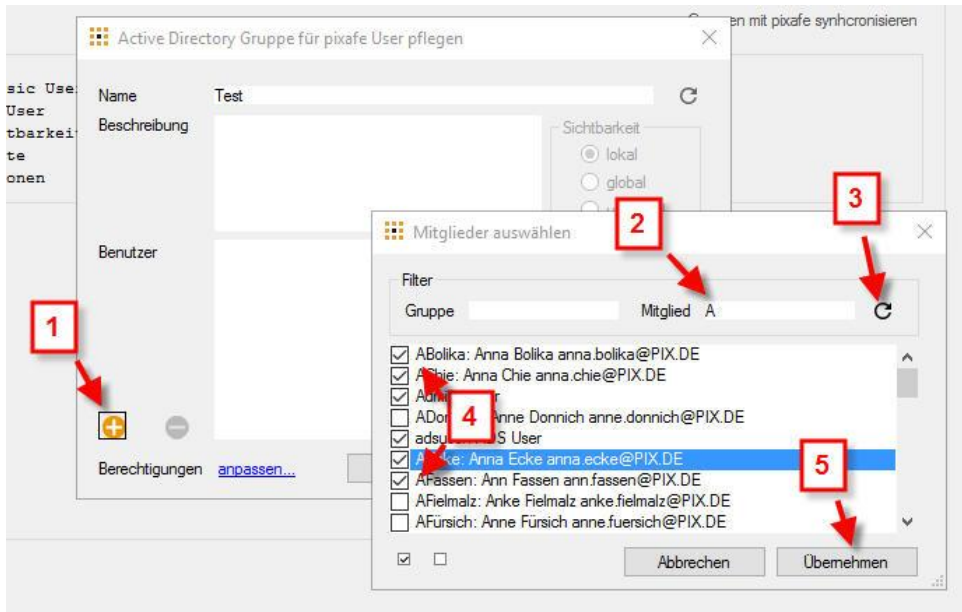 en mit pixafe synhcronisieren
Active Directory Gruppe für pixafe User pflegen
sic Use
User
tbarkei
te
onen
Name Test
Beschreibung
Sichtbarkeit
lokal
global
3
2
Mitglieder auswählen
Benutzer
Filter
Gruppe Mitglied A
1
ABolika: Anna Bolika anna.bolika@PIX.DE
AChie: Anna Chie anna.chie@PIX.DE
4
Anne Donnich anne.donnich@PIX.DE
User
Anna Ecke anna.ecke@PIX.DE
5
AFassen: Ann Fassen ann.fassen@PIX.DE
AFielmalz: Anke Fielmalz anke.fielmalz@PIX.DE
AFürsich: Anne Fürsich anne.fuersich@PIX.DE
Berechtigungen anpassen...
Abbrechen Übernehmen